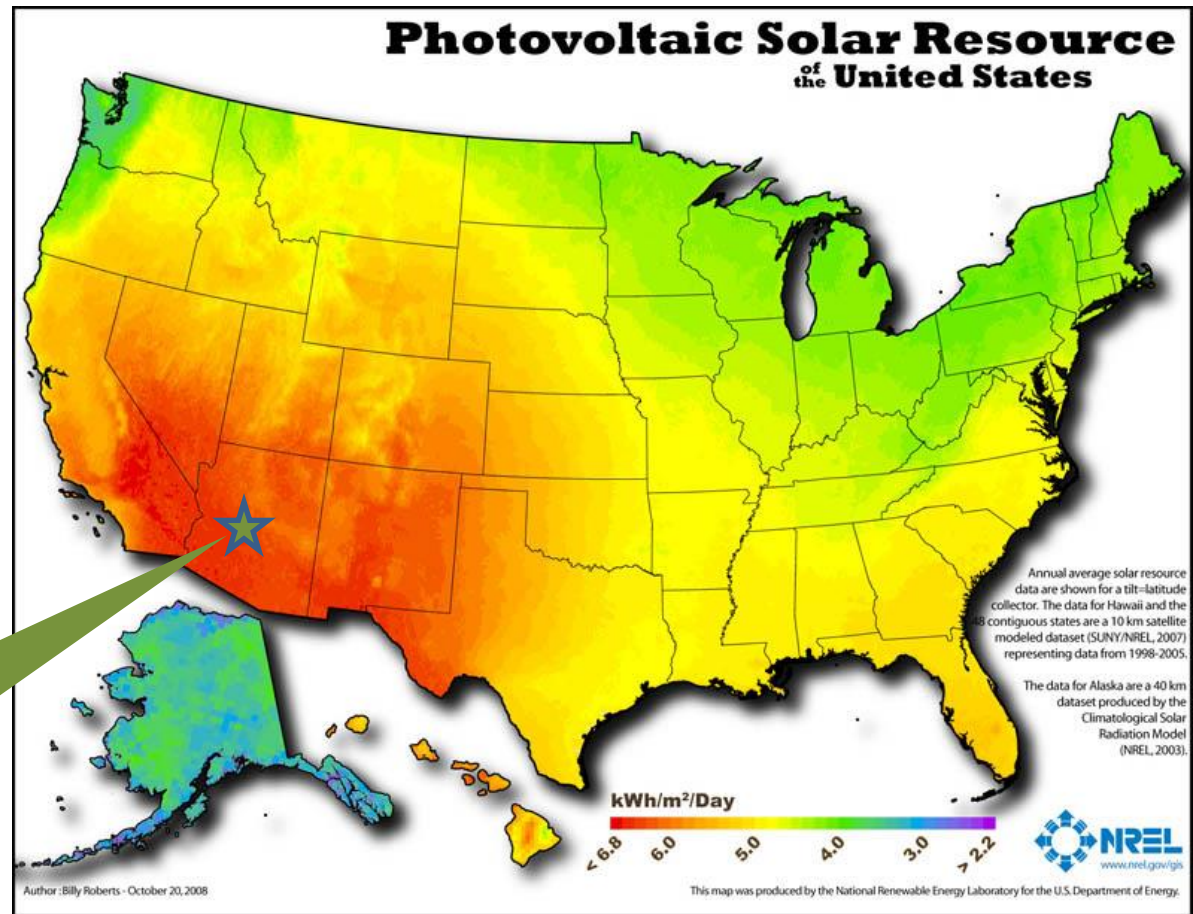 Photovoltaic Solar Resource
of the United States
Annual average solar resource
data are shown for a tilt=latitude
collector. The data for Hawaii and the
48 contiguous states are a 10 km satellite
modeled dataset (SUNY/NREL, 2007)
representing data from 1998-2005.
The data for Alaska are a 40 km
dataset produced by the
Climatological Solar
Radiation Model
(NREL, 2003).
kWh/m²/Day
< 6.8
6.0
5.0
4.0
3.0
> 2.2
NREL
www.nrel.gov/gis
Author : Billy Roberts - October 20, 2008
This map was produced by the National Renewable Energy Laboratory for the U.S. Department of Energy.